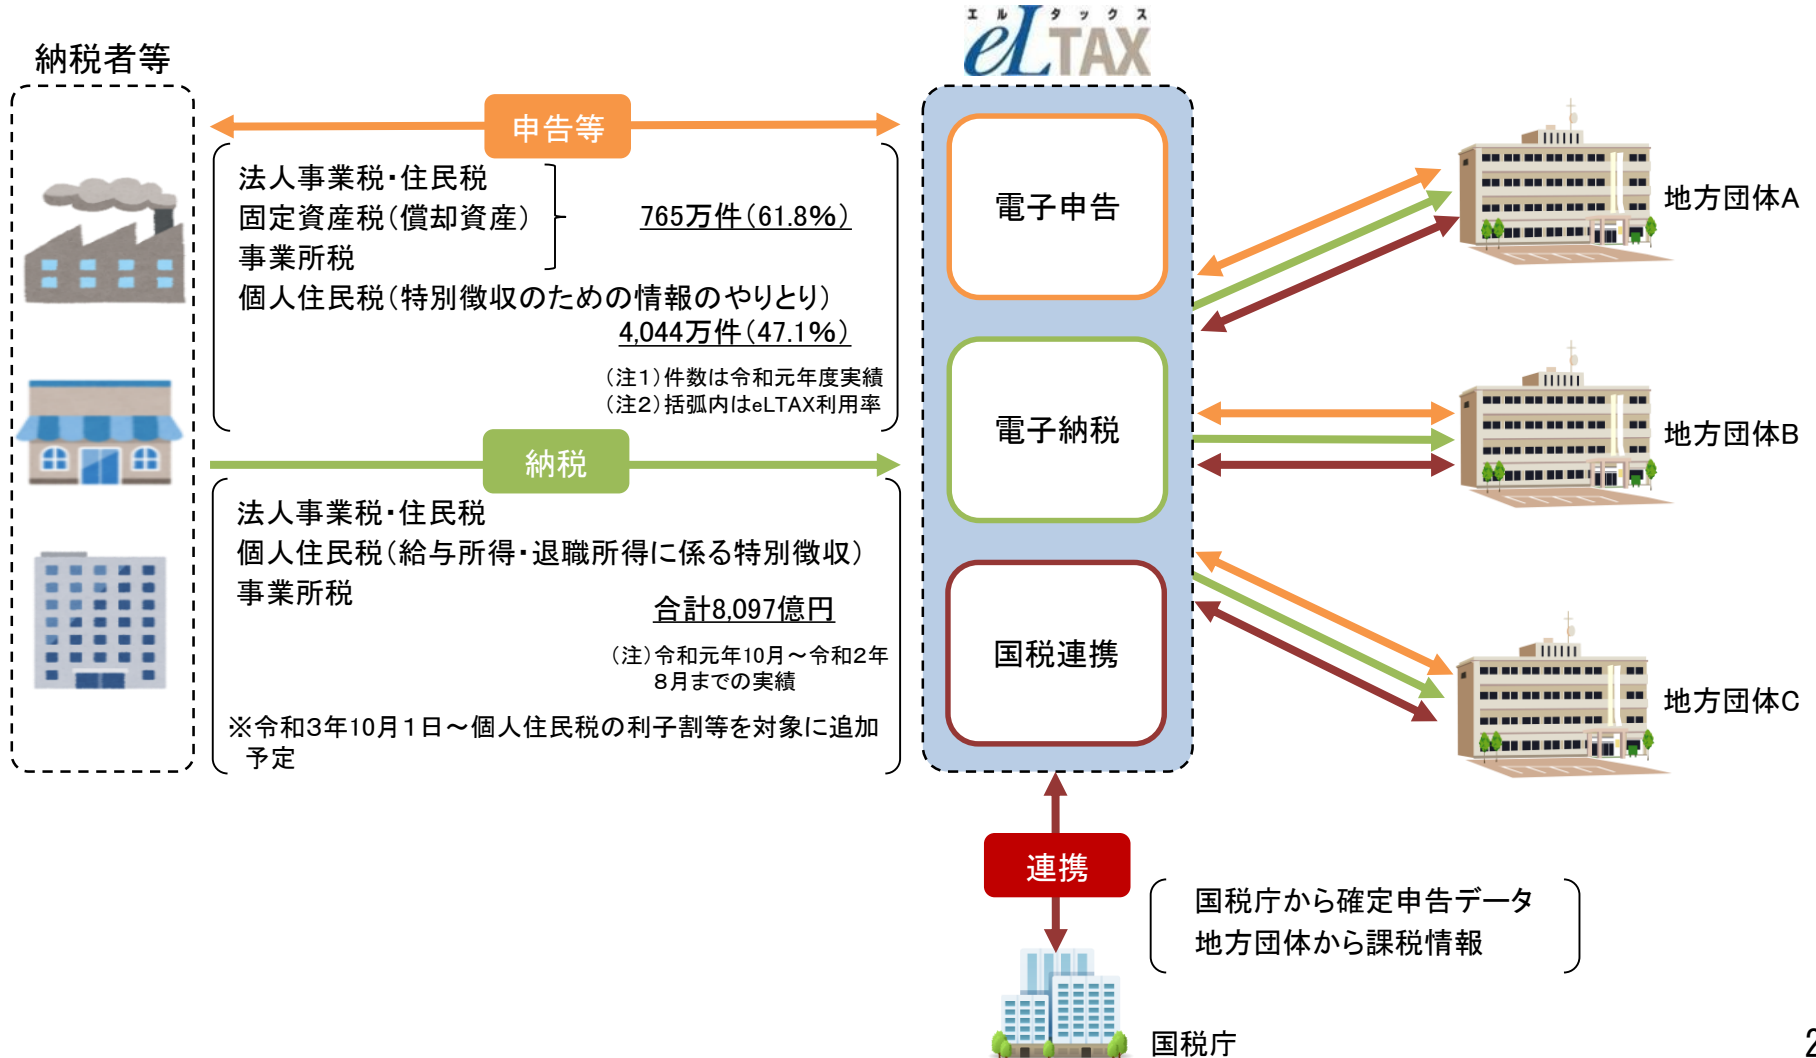 納税者等
エルタックス
eLTAX
申告等
法人事業税・住民税
固定資産税(償却資産)
事業所税
765万件(61.8%)
個人住民税(特別徴収のための情報のやりとり)
4,044万件(47.1%)
(注1)件数は令和元年度実績
(注2)括弧内はeLTAX利用率
納税
法人事業税・住民税
個人住民税(給与所得・退職所得に係る特別徴収)
事業所税
合計8,097億円
(注)令和元年10月～令和2年
8月までの実績
※令和3年10月1日～個人住民税の利子割等を対象に追加
予定
電子申告
電子納税
国税連携
地方団体A
地方団体B
地方団体C
連携
国税庁から確定申告データ
地方団体から課税情報
国税庁
2